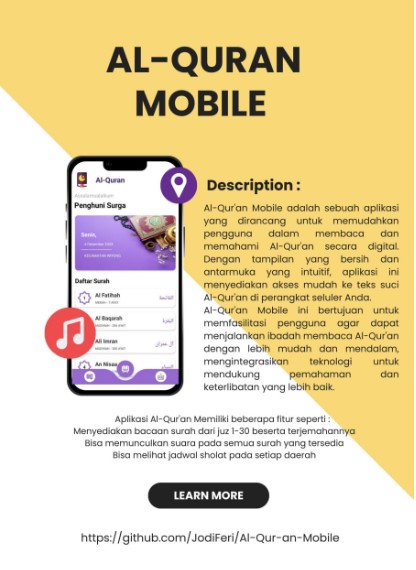 AL-QURAN
MOBILE
Al-Quran
Assalamualaikum
Penghuni Surga
Senin,
Daftar Surah
1
Al Fatihah
الفاتحة
2
Al Baqarah
البقرة
Ali Imran
آل عمران
4
An Nisaa
النساء
Description :
Al-Qur'an Mobile adalah sebuah aplikasi
yang dirancang untuk memudahkan
pengguna dalam membaca dan
memahami Al-Qur'an secara digital.
Dengan tampilan yang bersih dan
antarmuka yang intuitif, aplikasi ini
menyediakan akses mudah ke teks suci
Al-Qur'an di perangkat seluler Anda.
Al-Qur'an Mobile ini bertujuan untuk
memfasilitasi pengguna agar dapat
menjalankan ibadah membaca Al-Qur'an
dengan lebih mudah dan mendalam,
mengintegrasikan teknologi untuk
mendukung pemahaman dan
keterlibatan yang lebih baik.
Aplikasi Al-Qur'an Memiliki beberapa fitur seperti :
Menyediakan bacaan surah dari juz 1-30 beserta terjemahannya
Bisa memunculkan suara pada semua surah yang tersedia
Bisa melihat jadwal sholat pada setiap daerah
LEARN MORE
https://github.com/JodiFeri/Al-Qur-an-Mobile